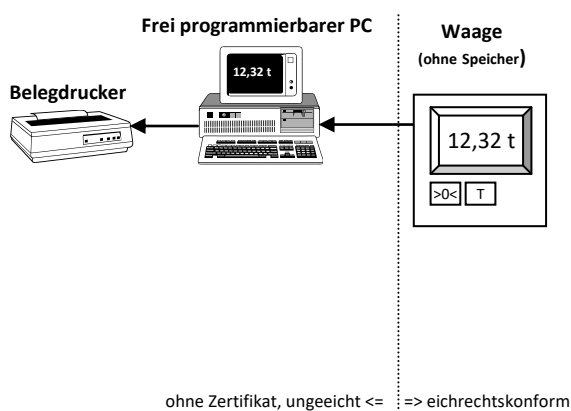 Frei programmierbarer PC
Waage
(ohne Speicher)
12,32 t
Belegdrucker
12,32 t
>0< T
ohne Zertifikat, ungeeicht <= => eichrechtskonform